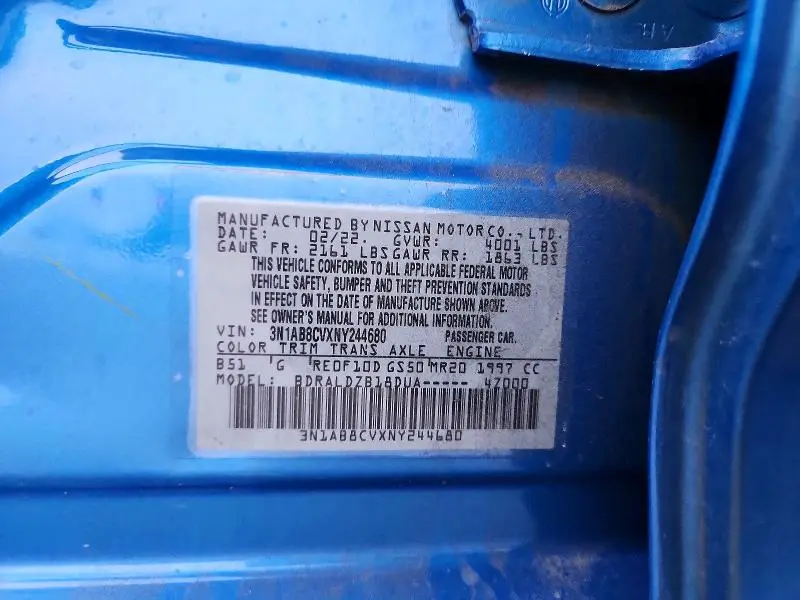 MANUFACTURED BY NISSAN MOTOR CO., LTD.
DATE: 02/22. GVWR: 4001 LBS
GAWR FR: 2161 LBS GAWR RR: 1863 LBS
THIS VEHICLE CONFORMS TO ALL APPLICABLE FEDERAL MOTOR
VEHICLE SAFETY, BUMPER AND THEFT PREVENTION STANDARDS
IN EFFECT ON THE DATE OF MANUFACTURE SHOWN ABOVE.
SEE OWNER'S MANUAL FOR ADDITIONAL INFORMATION.
VIN: 3N1AB8CVXNY244680 PASSENGER CAR.
COLOR TRIM TRANS AXLE ENGINE
B51 G RE0F10D GS50 MR20 1997 CC
MODEL: BDRALDZB18DUA----- 47000
3N1AB8CVXNY244680